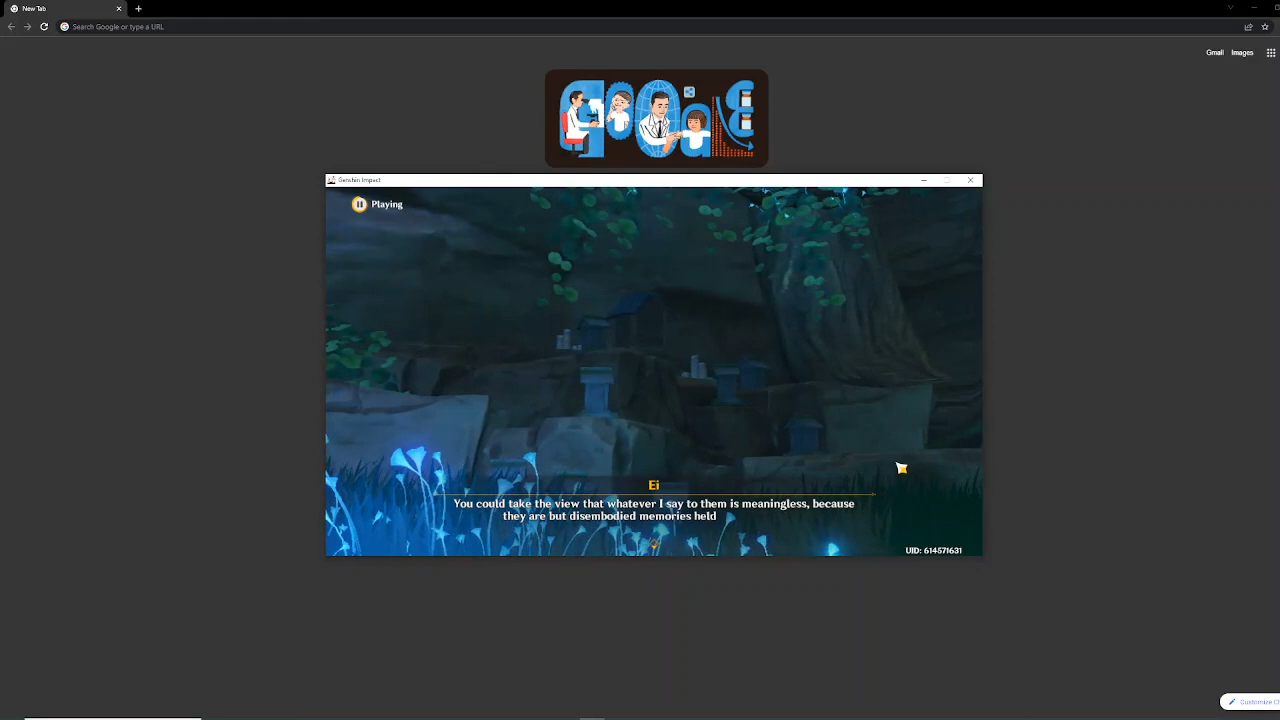 New Tab
Search Google or type a URL
Gmail Images
Genshin Impact
Playing
Ei
You could take the view that whatever I say to them is meaningless, because
they are but disembodied memories held
UID: 614571631
Customize